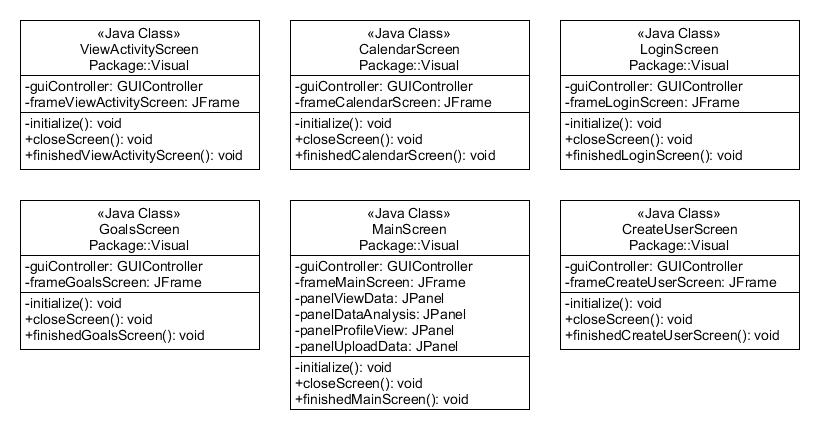 «Java Class»
ViewActivityScreen
Package::Visual
-guiController: GUIController
-frameViewActivityScreen: JFrame
-initialize(): void
+closeScreen(): void
+finishedViewActivityScreen(): void
«Java Class»
CalendarScreen
Package::Visual
-guiController: GUIController
-frameCalendarScreen: JFrame
-initialize(): void
+closeScreen(): void
+finishedCalendarScreen(): void
«Java Class»
LoginScreen
Package::Visual
-guiController: GUIController
-frameLoginScreen: JFrame
-initialize(): void
+closeScreen(): void
+finishedLoginScreen(): void
«Java Class»
GoalsScreen
Package::Visual
-guiController: GUIController
-frameGoalsScreen: JFrame
-initialize(): void
+closeScreen(): void
+finishedGoalsScreen(): void
«Java Class»
MainScreen
Package::Visual
-guiController: GUIController
-frameMainScreen: JFrame
-panelViewData: JPanel
-panelDataAnalysis: JPanel
-panelProfileView: JPanel
-panelUploadData: JPanel
-initialize(): void
+closeScreen(): void
+finishedMainScreen(): void
«Java Class»
CreateUserScreen
Package::Visual
-guiController: GUIController
-frameCreateUserScreen: JFrame
-initialize(): void
+closeScreen(): void
+finishedCreateUserScreen(): void